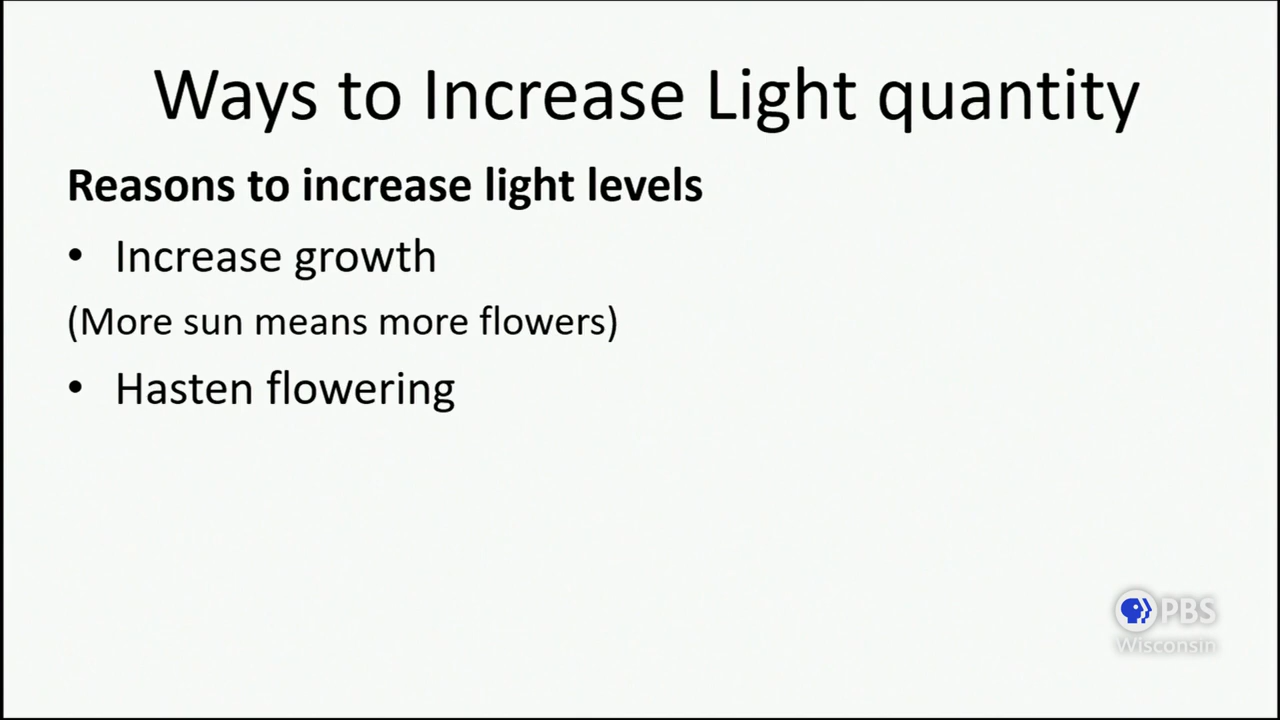 Ways to Increase Light quantity
Reasons to increase light levels
• Increase growth
(More sun means more flowers)
• Hasten flowering
PBS
Wisconsin